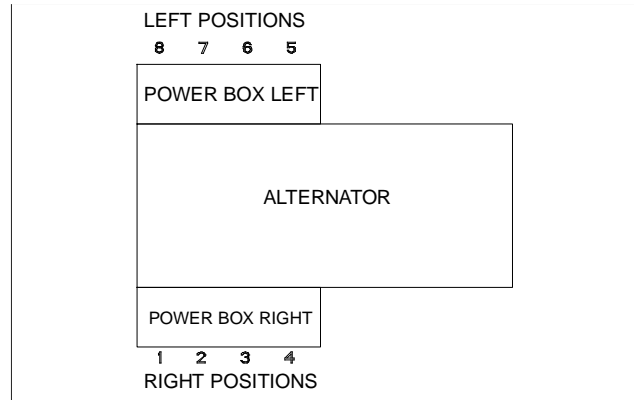 LEFT POSITIONS
8 7 6 5
POWER BOX LEFT
ALTERNATOR
POWER BOX RIGHT
1 2 3 4
RIGHT POSITIONS